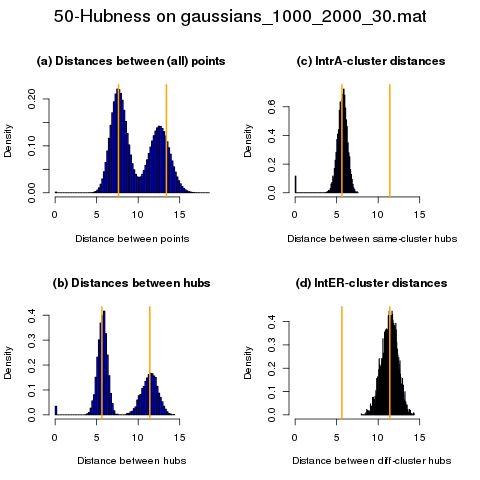 50-Hubness on gaussians_1000_2000_30.mat
(a) Distances between (all) points
Density
0.00
0.10
0.20
0 5 10 15
Distance between points
(c) IntrA-cluster distances
Density
0.0 0.2 0.4 0.6
0 5 10 15
Distance between same-cluster hubs
(b) Distances between hubs
Density
0.0 0.1 0.2 0.3 0.4
0 5 10 15
Distance between hubs
(d) IntER-cluster distances
Density
0.0 0.1 0.2 0.3 0.4
0 5 10 15
Distance between diff-cluster hubs